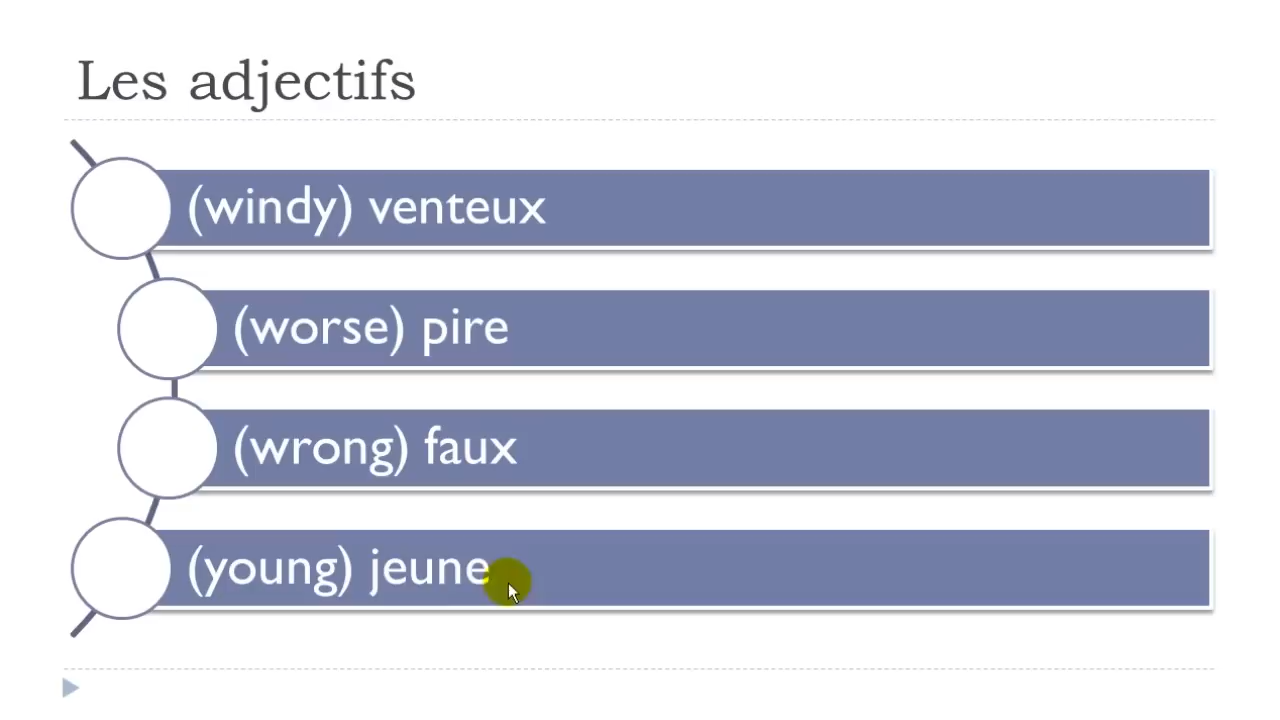 Les adjectifs
(windy) venteux
(worse) pire
(wrong) faux
(young) jeune